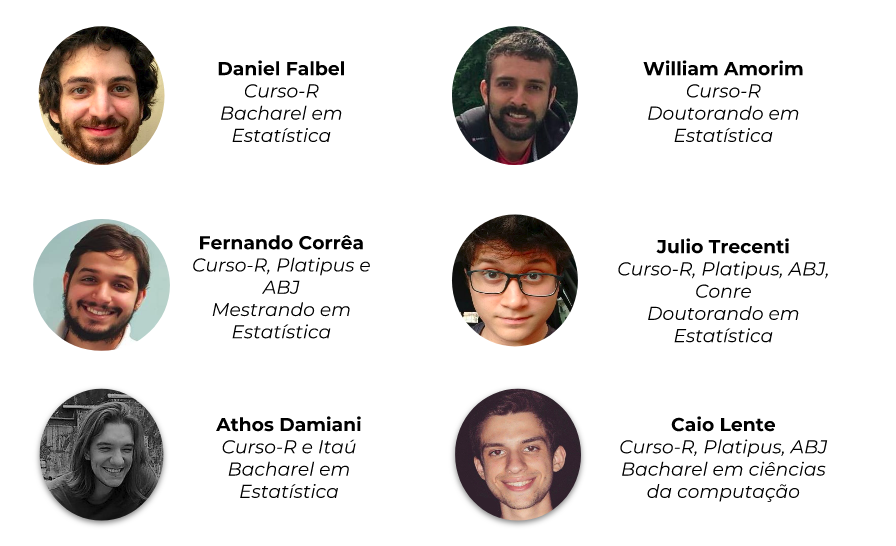 Daniel Falbel
Curso-R
Bacharel em
Estatística
William Amorim
Curso-R
Doutorando em
Estatística
Fernando Corrêa
Curso-R, Platipus e
ABJ
Mestrando em
Estatística
Julio Trecenti
Curso-R, Platipus, ABJ,
Conre
Doutorando em
Estatística
Athos Damiani
Curso-R e Itaú
Bacharel em
Estatística
Caio Lente
Curso-R, Platipus, ABJ
Bacharel em ciências
da computação